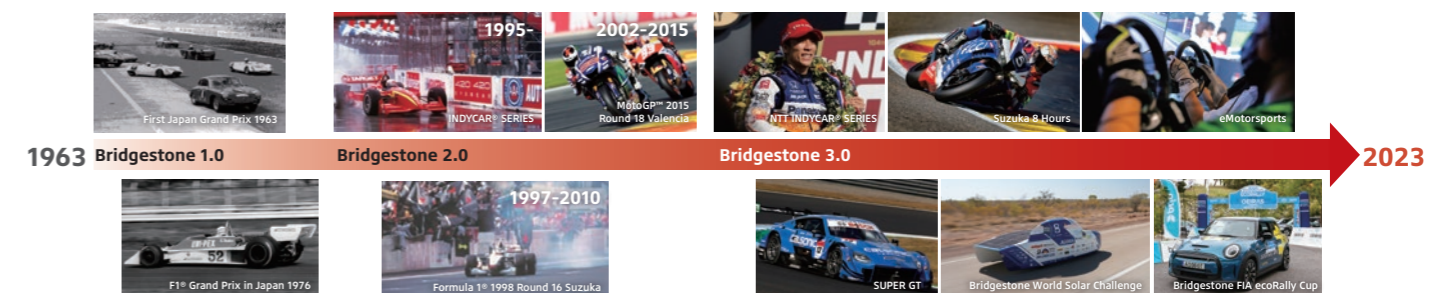 1995-
2002-2015
First Japan Grand Prix 1963
INDYCAR® SERIES
MotoGP™ 2015
Round 18 Valencia
NTT INDYCAR® SERIES
Suzuka 8 Hours
eMotorsports
1963
Bridgestone 1.0
Bridgestone 2.0
Bridgestone 3.0
2023
1997-2010
52
F1® Grand Prix in Japan 1976
Formula 1® 1998 Round 16 Suzuka
SUPER GT
Bridgestone World Solar Challenge
Bridgestone FIA ecoRally Cup